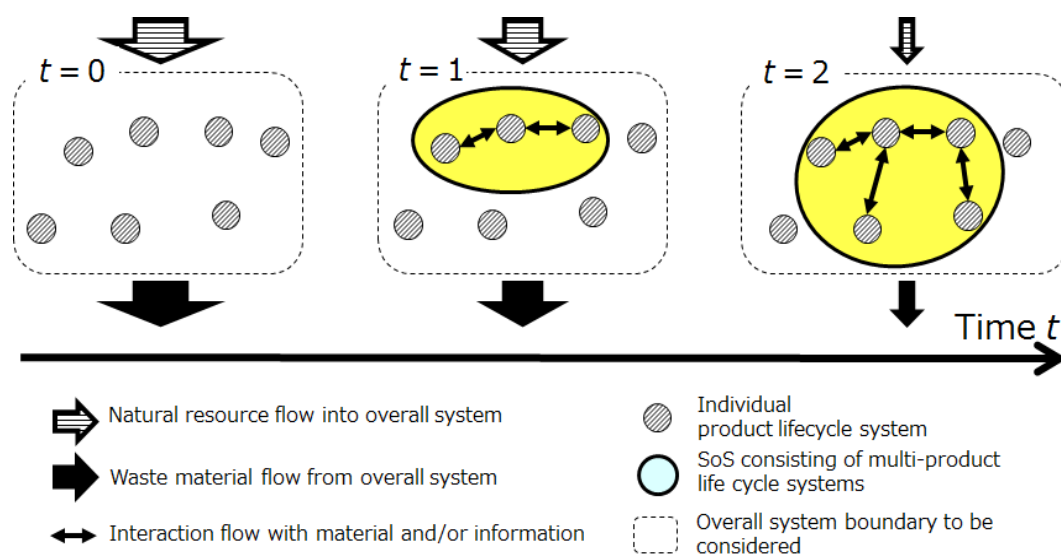 t = 0
t = 1
t = 2
Time t
Natural resource flow into overall system
Waste material flow from overall system
Interaction flow with material and/or information
Individual
product lifecycle system
SoS consisting of multi-product
life cycle systems
Overall system boundary to be
considered